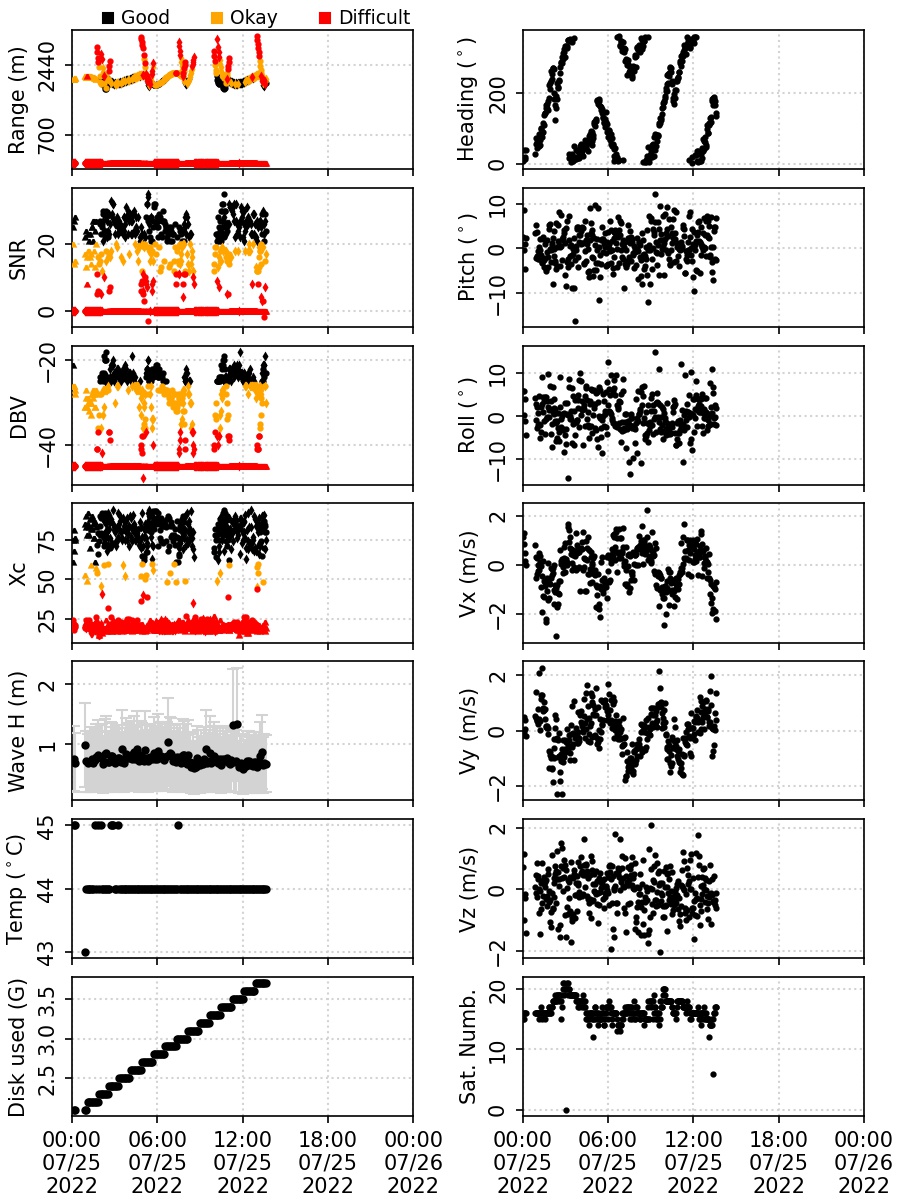 Good Okay Difficult
Range (m)
2440
700
Heading (°)
200
0
SNR
20
0
Pitch (°)
10
0
−10
DBV
−20
−40
Roll (°)
10
0
−10
Xc
75
50
25
Vx (m/s)
2
0
−2
Wave H (m)
2
1
Vy (m/s)
2
0
−2
Temp (°C)
45
44
43
Vz (m/s)
2
0
−2
Disk used (G)
3.5
3.0
2.5
Sat. Numb.
20
10
0
00:00 06:00 12:00 18:00 00:00
07/25 07/25 07/25 07/25 07/26
2022 2022 2022 2022 2022
00:00 06:00 12:00 18:00 00:00
07/25 07/25 07/25 07/25 07/26
2022 2022 2022 2022 2022